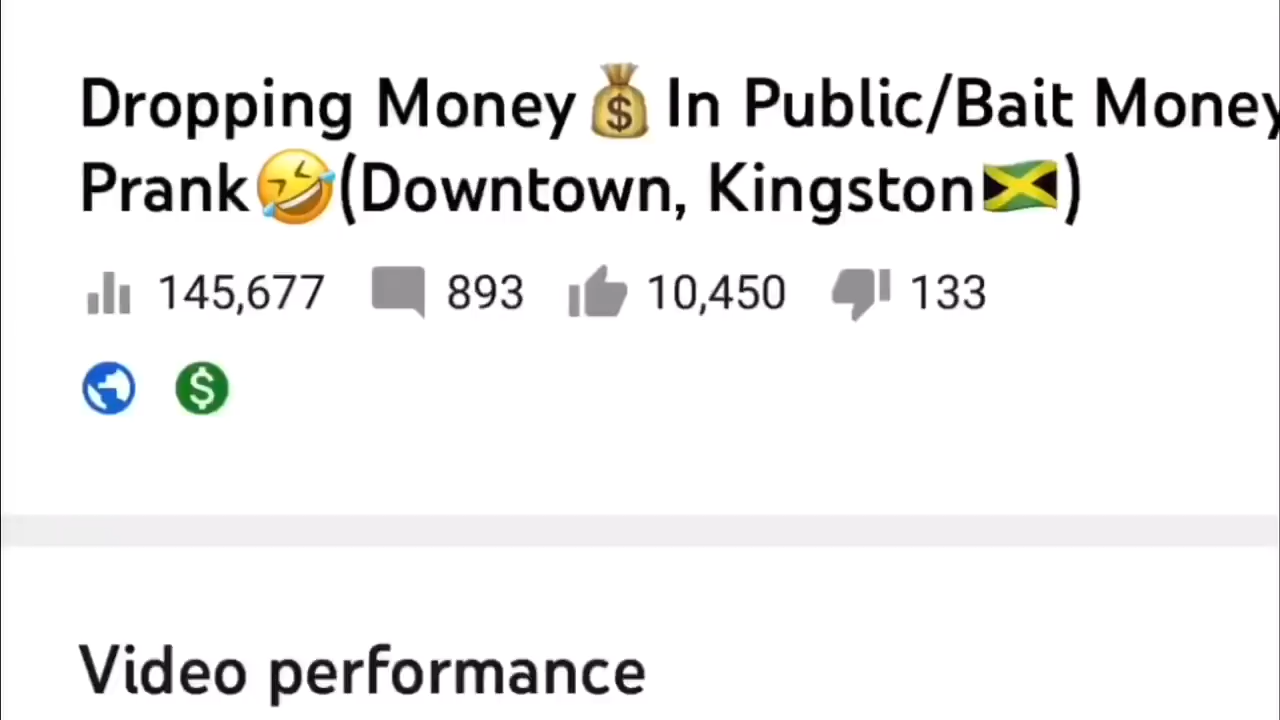 Dropping Money💰In Public/Bait Money
Prank🤣(Downtown, Kingston🇯🇲)
145,677 893 10,450 133
Video performance